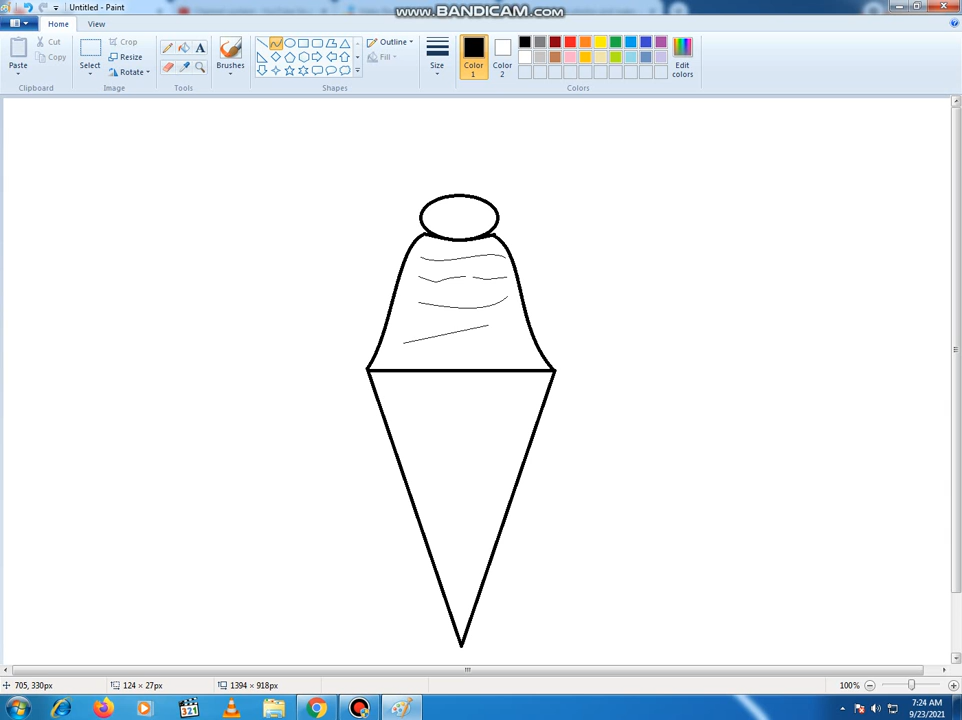 Untitled - Paint
www.BANDICAM.com
Home View
Paste
Cut
Copy
Clipboard
Select
Crop
Resize
Rotate
Image
A
Tools
Brushes
Shapes
Outline
Fill
Size
Color 1
Color 2
Edit colors
Colors
705, 330px
124 × 27px
1394 × 918px
100%
321
7:24 AM
9/23/2021